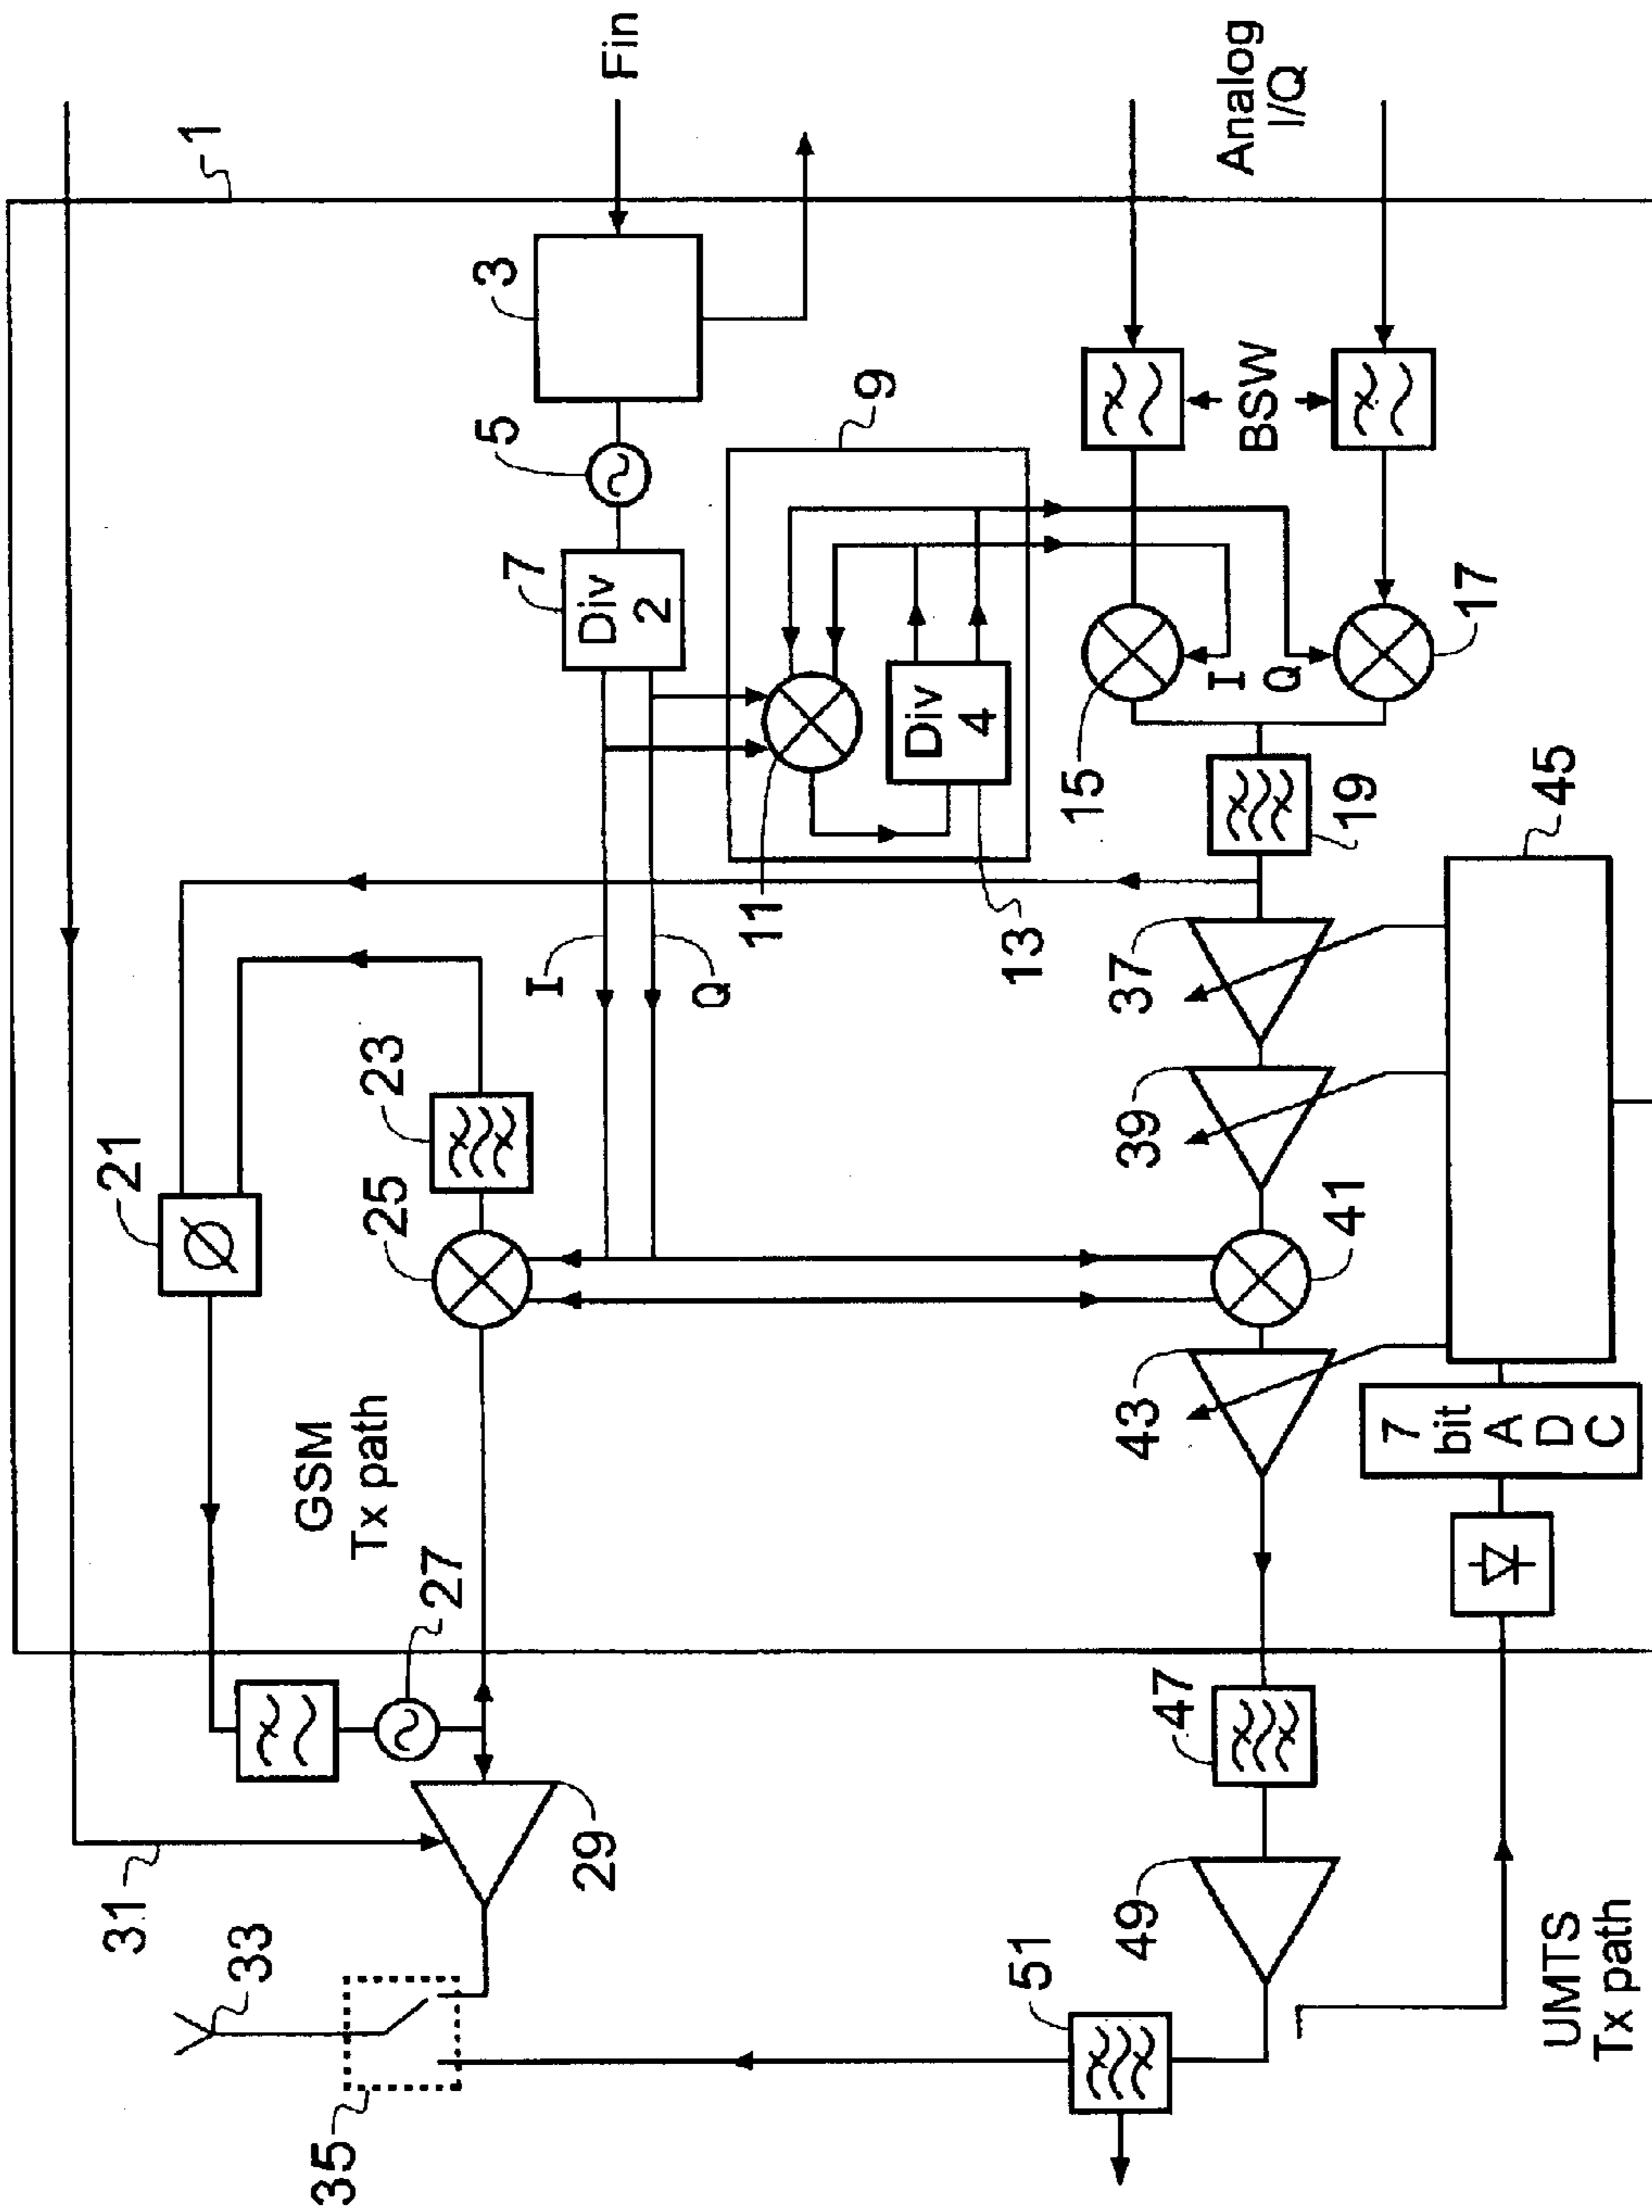 1
Fin
3
5
Div
2
7
9
11
Div
4
13
I
Q
Analog
I/Q
BSW
15
17
I
Q
19
21
23
25
GSM
Tx path
27
29
31
33
35
37
39
41
43
45
7
bit
A
D
C
47
49
51
UMTS
Tx path